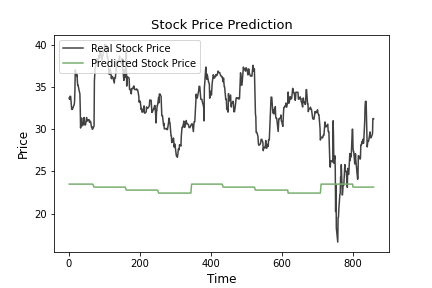 Stock Price Prediction
Real Stock Price
Predicted Stock Price
40
35
30
25
20
Price
0 200 400 600 800
Time